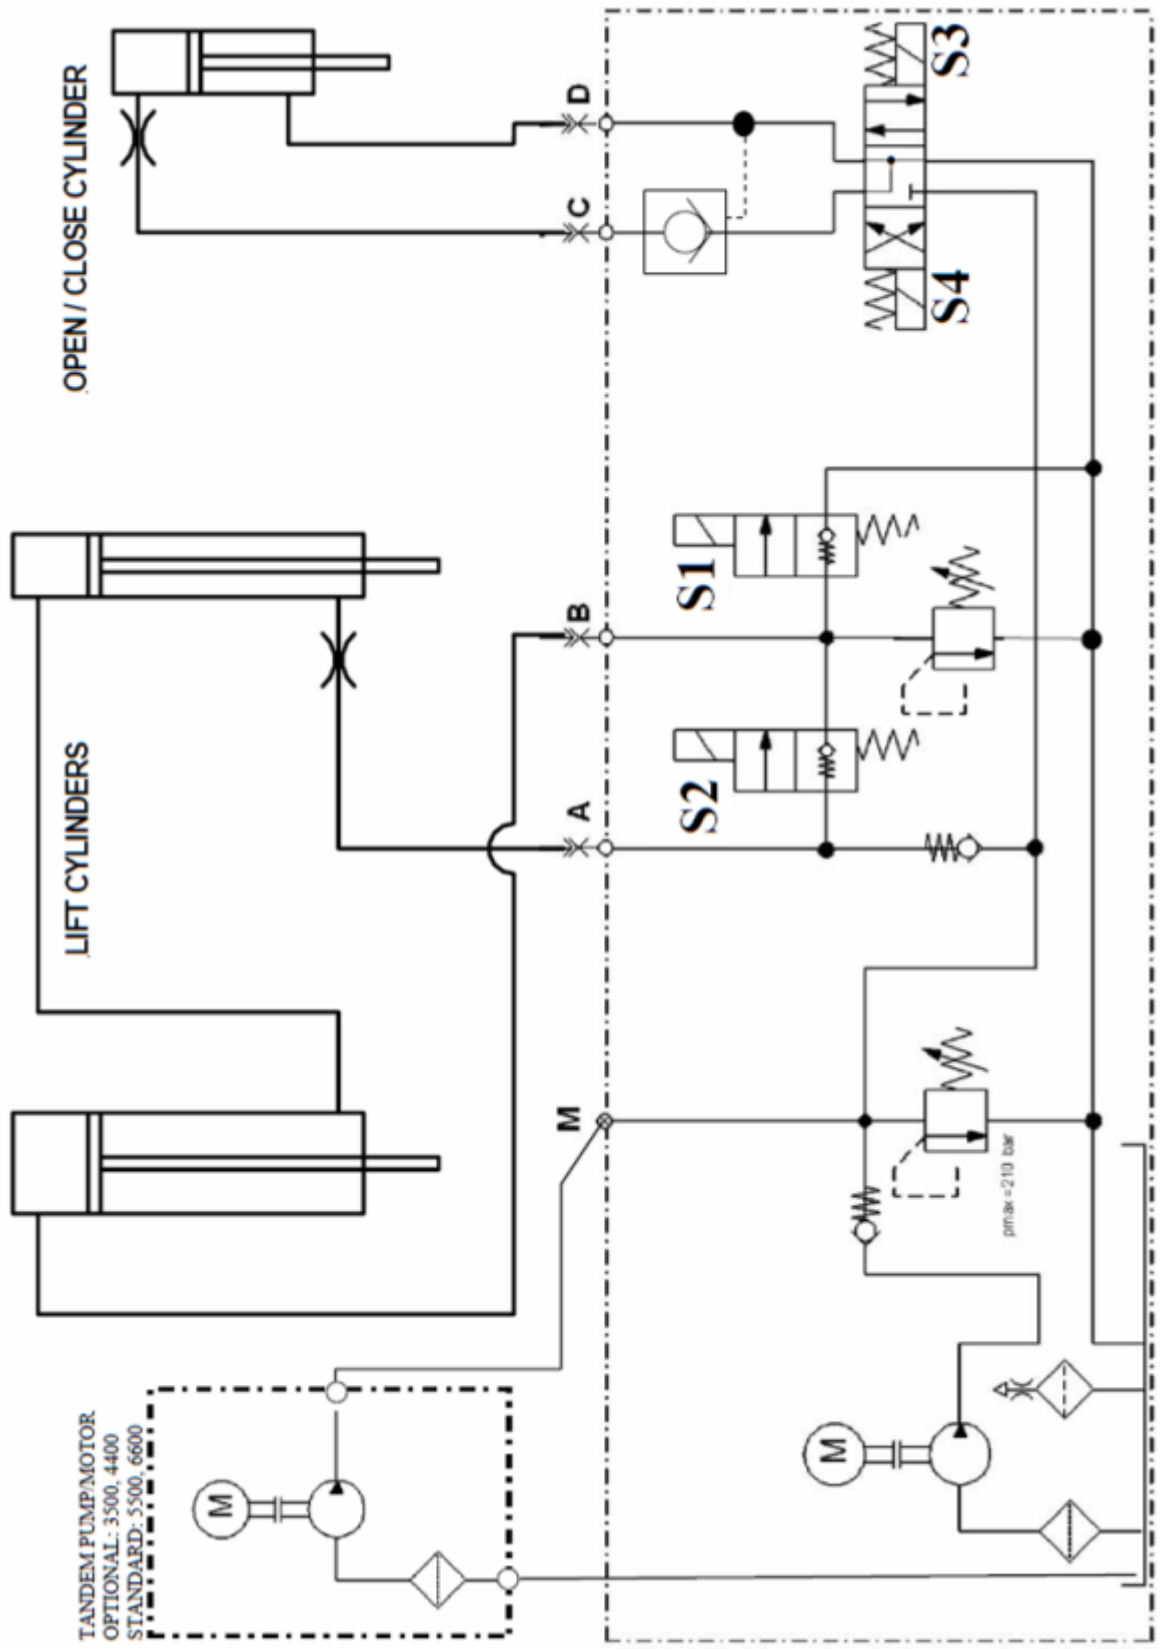 TANDEM PUMP/MOTOR
OPTIONAL: 3500, 4400
STANDARD: 5500, 6600
LIFT CYLINDERS
OPEN / CLOSE CYLINDER
M
A
B
C
D
S2
S1
S4
S3
M
M
pmax=210 bar